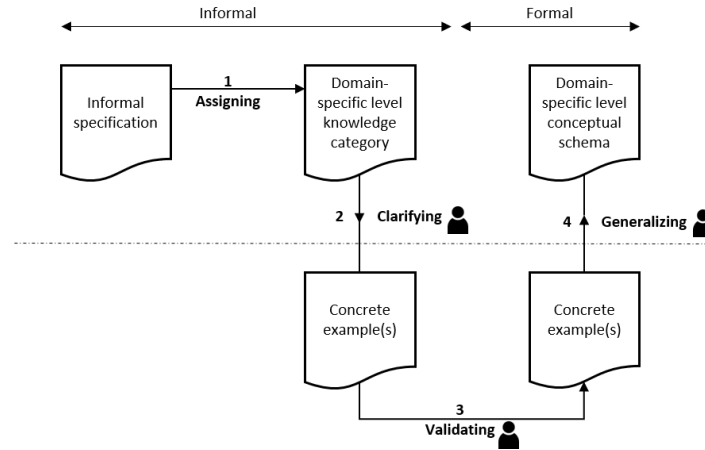 Informal
Formal
Informal
specification
1
Assigning
Domain-
specific level
knowledge
category
Domain-
specific level
conceptual
schema
2
Clarifying
4
Generalizing
Concrete
example(s)
Concrete
example(s)
3
Validating